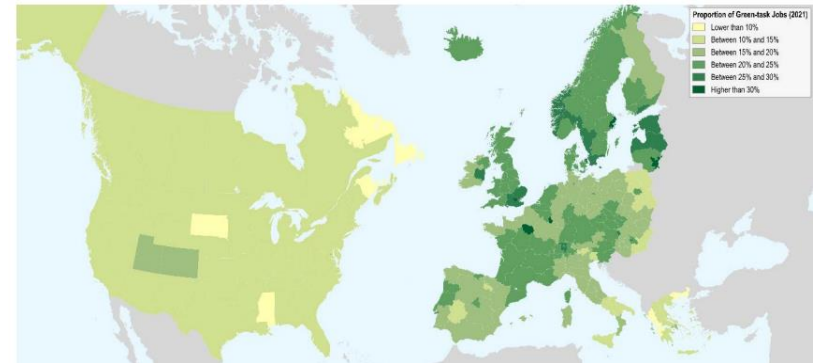 Proportion of Green-task Jobs (2021)
Lower than 10%
Between 10% and 15%
Between 15% and 20%
Between 20% and 25%
Between 25% and 30%
Higher than 30%